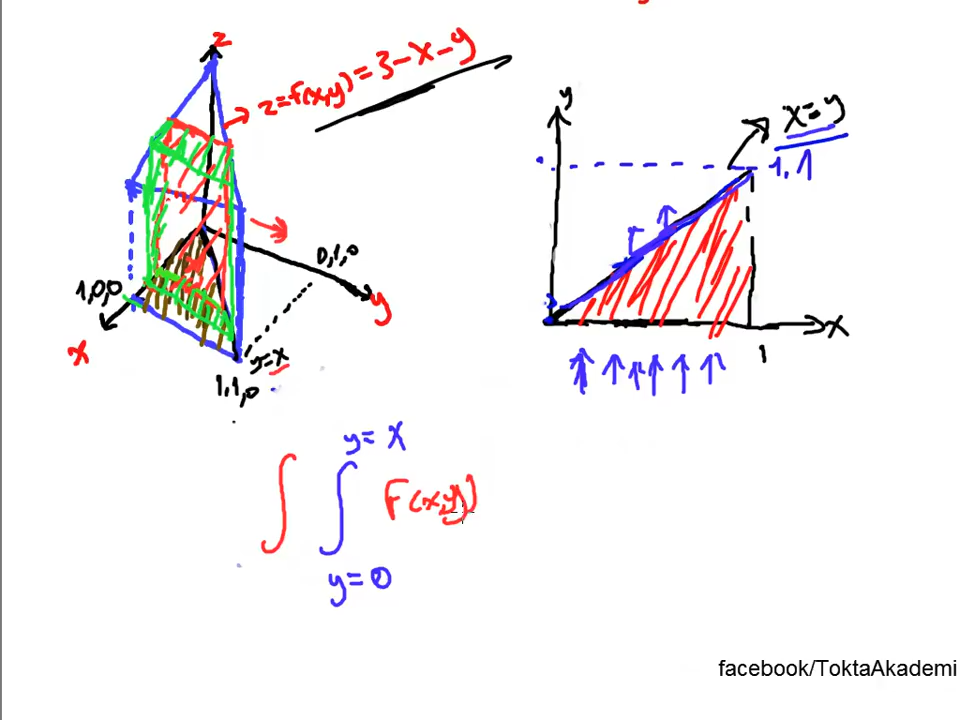 z
z=f(x,y)=3-x-y
0,1,0
y
1,0,0
x
y=x
1,1,0
y
x=y
1,1
x
1
∫ ∫ F(x,y)
y=x
y=0
facebook/ToktaAkademi